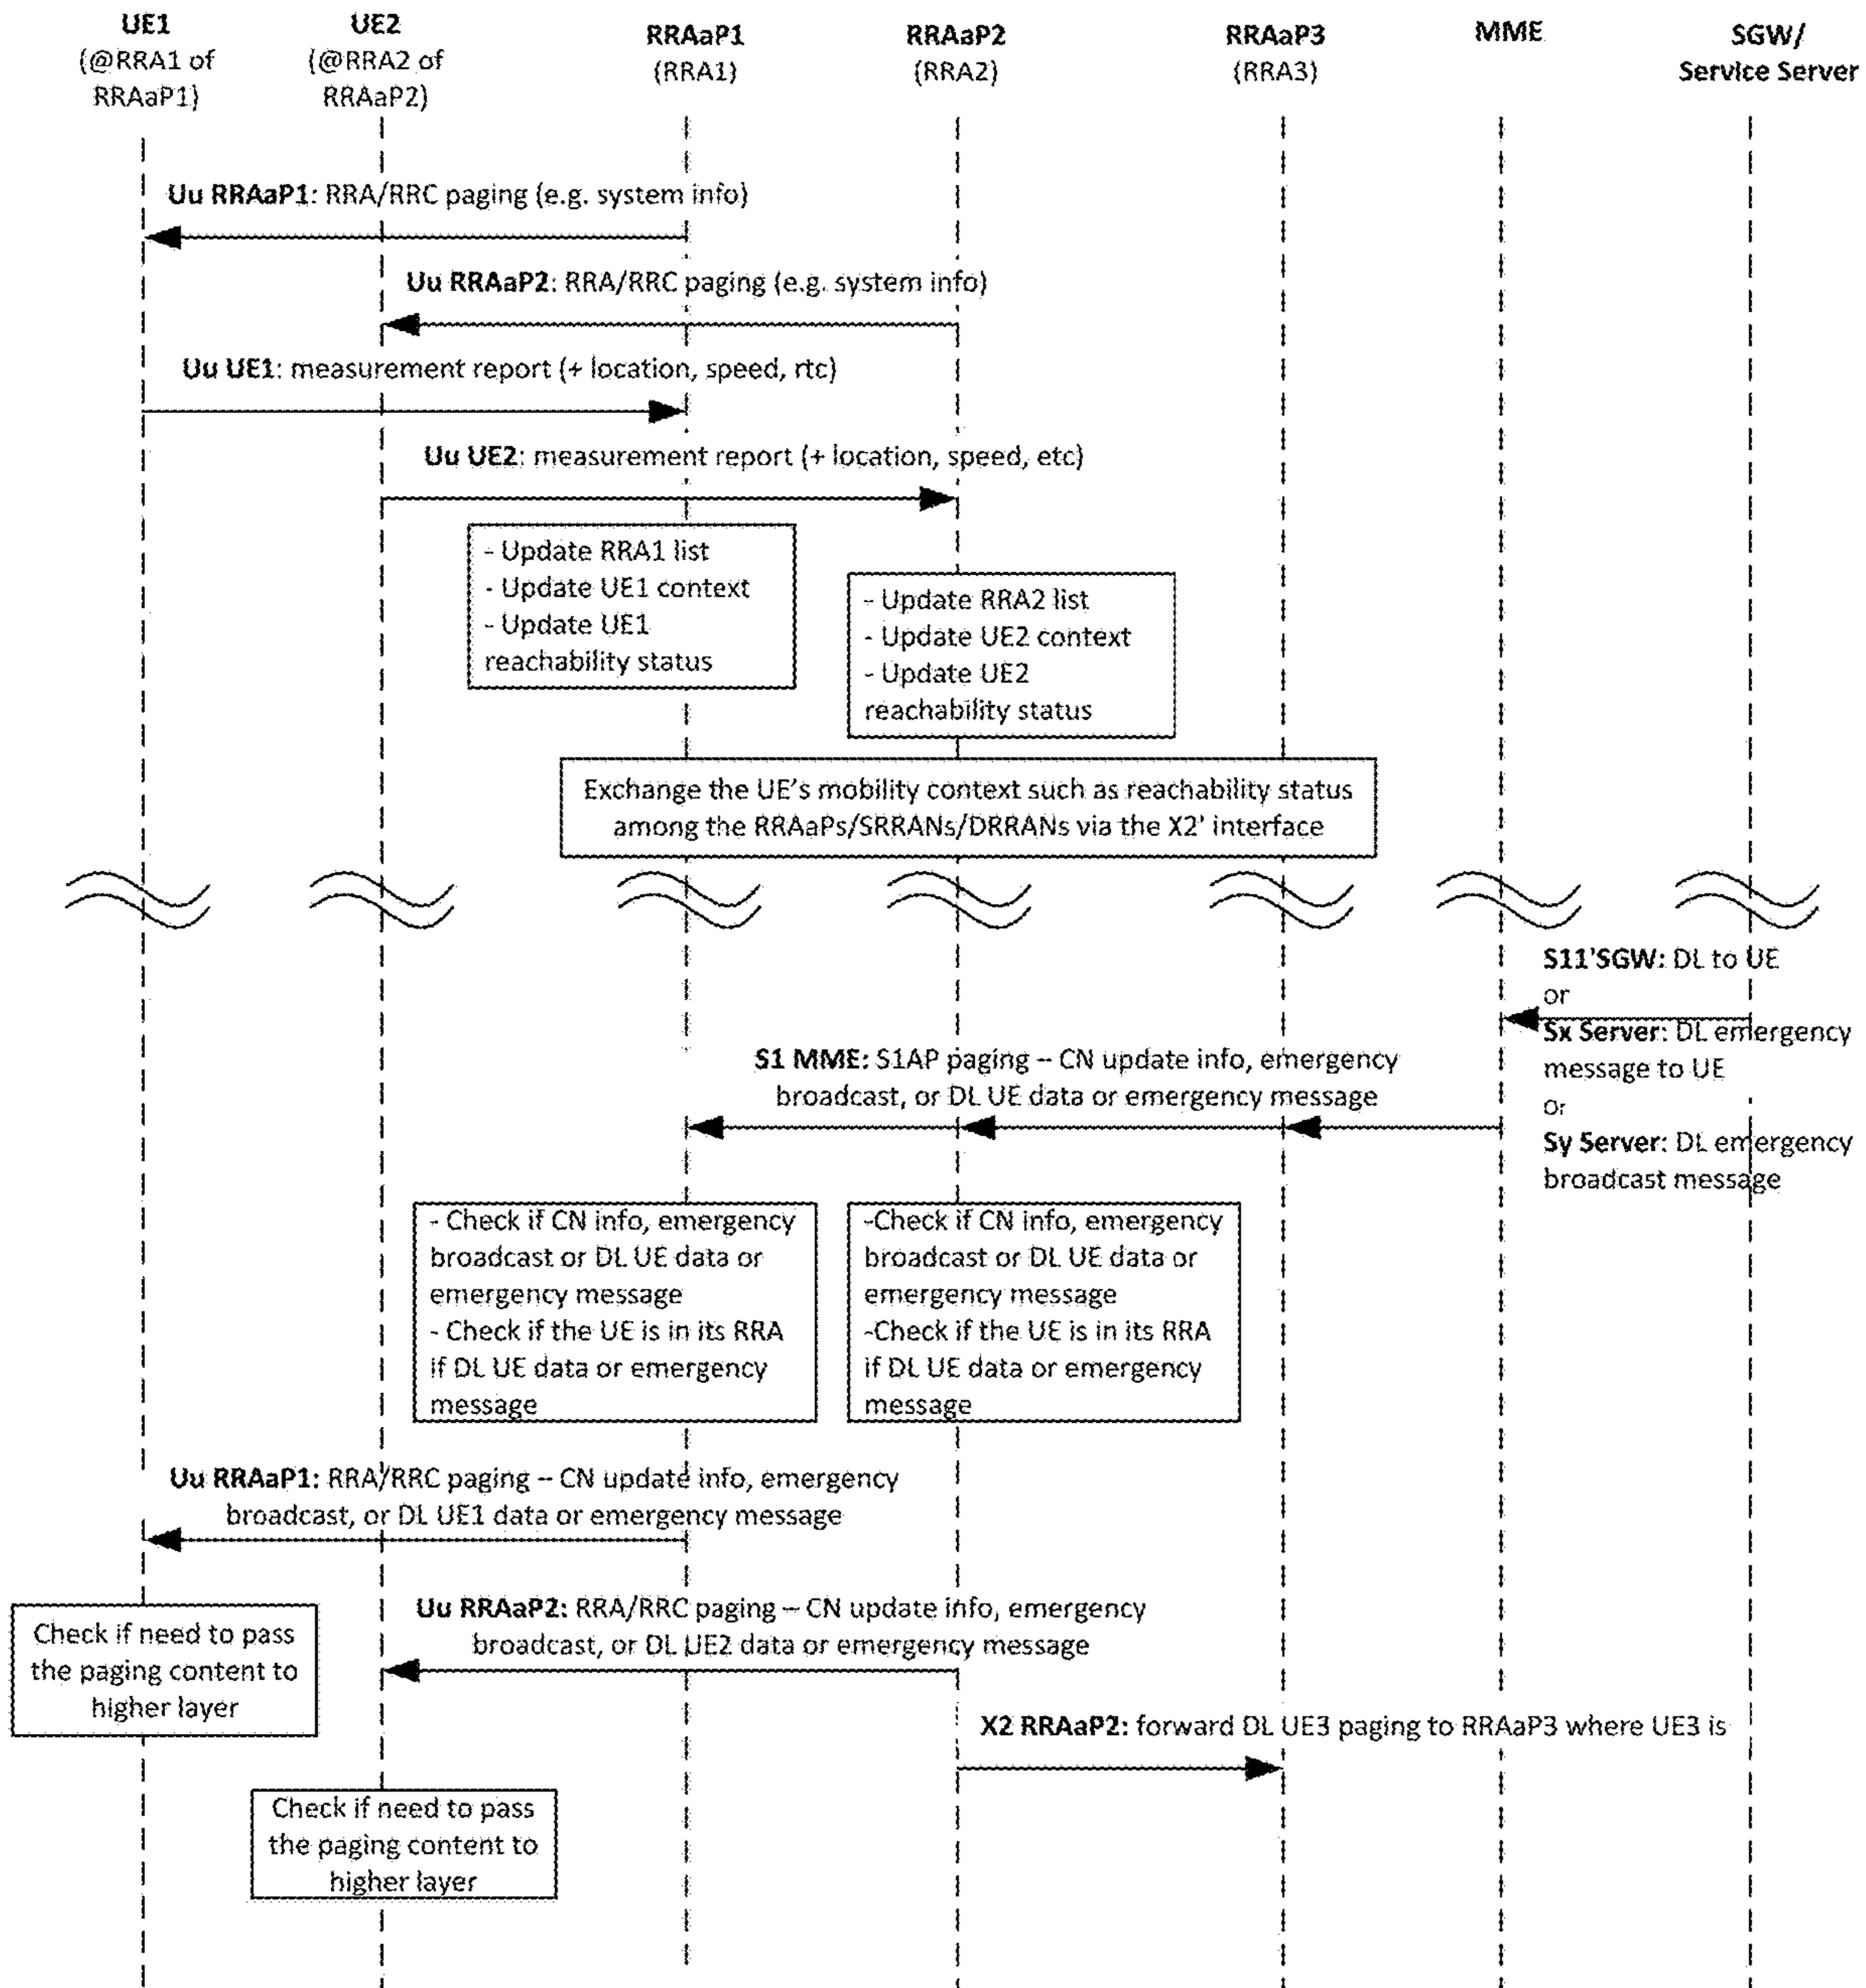 UE1
(@RRA1 of
RRAaP1)
UE2
(@RRA2 of
RRAaP2)
RRAaP1
(RRA1)
RRAaP2
(RRA2)
RRAaP3
(RRA3)
MME
SGW/
Service Server
Uu RRAaP1: RRA/RRC paging (e.g. system info)
Uu RRAaP2: RRA/RRC paging (e.g. system info)
Uu UE1: measurement report (+ location, speed, rtc)
Uu UE2: measurement report (+ location, speed, etc)
- Update RRA1 list
- Update UE1 context
- Update UE1
reachability status
- Update RRA2 list
- Update UE2 context
- Update UE2
reachability status
Exchange the UE's mobility context such as reachability status
among the RRAaPs/SRRANs/DRRANs via the X2' interface
S11'SGW: DL to UE
or
Sx Server: DL emergency
message to UE
or
Sy Server: DL emergency
broadcast message
S1 MME: S1AP paging – CN update info, emergency
broadcast, or DL UE data or emergency message
- Check if CN info, emergency
broadcast or DL UE data or
emergency message
- Check if the UE is in its RRA
if DL UE data or emergency
message
-Check if CN info, emergency
broadcast or DL UE data or
emergency message
-Check if the UE is in its RRA
if DL UE data or emergency
message
Uu RRAaP1: RRA/RRC paging – CN update info, emergency
broadcast, or DL UE1 data or emergency message
Check if need to pass
the paging content to
higher layer
Uu RRAaP2: RRA/RRC paging – CN update info, emergency
broadcast, or DL UE2 data or emergency message
X2 RRAaP2: forward DL UE3 paging to RRAaP3 where UE3 is
Check if need to pass
the paging content to
higher layer